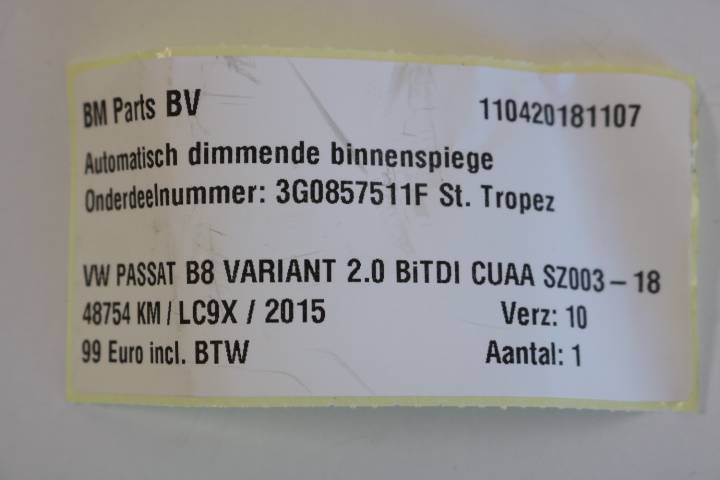 BM Parts BV 110420181107
Automatisch dimmende binnenspiege
Onderdeelnummer: 3G0857511F St. Tropez
VW PASSAT B8 VARIANT 2.0 BiTDI CUAA SZ003-18
48754 KM / LC9X / 2015 Verz: 10
99 Euro incl. BTW Aantal: 1